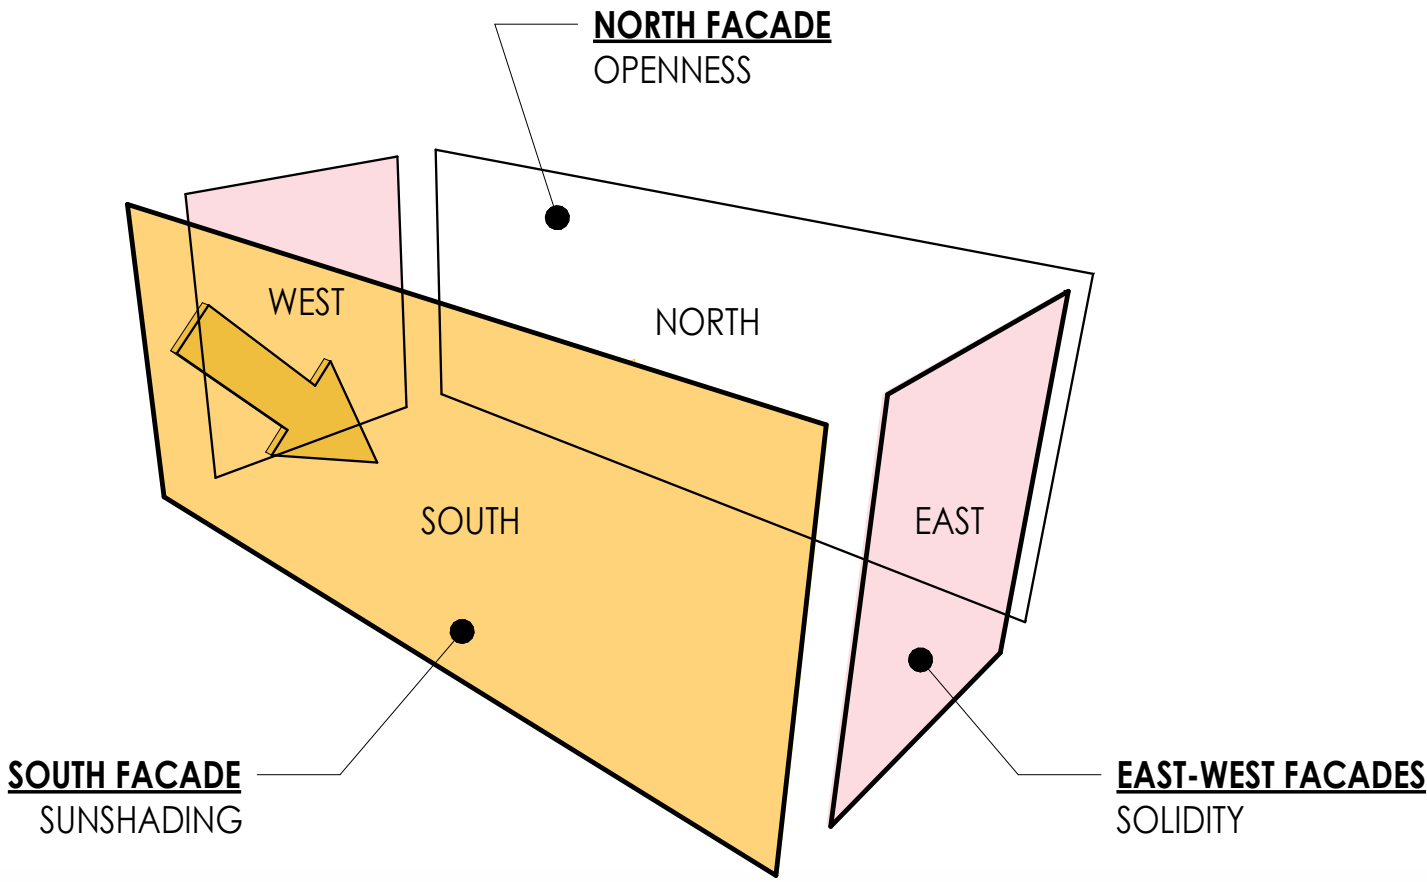 NORTH FACADE
OPENNESS
WEST
NORTH
SOUTH
EAST
SOUTH FACADE
SUNSHADING
EAST-WEST FACADES
SOLIDITY